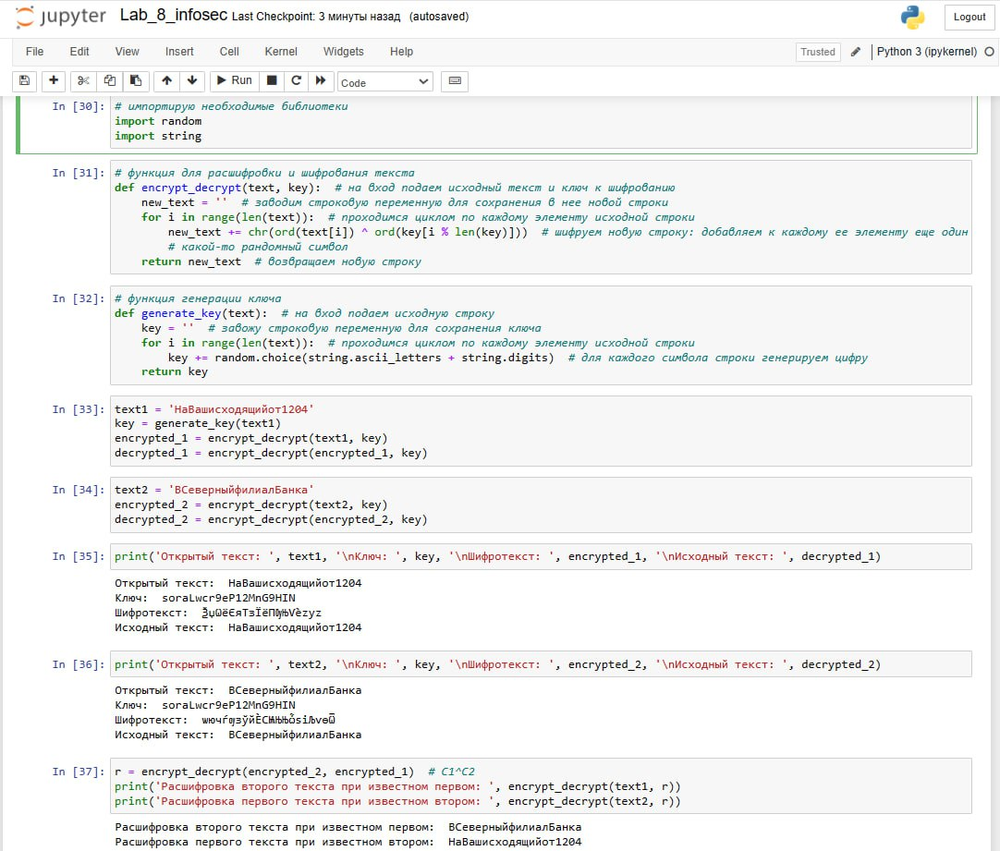 jupyter Lab_8_infosec Last Checkpoint: 3 минуты назад (autosaved)
Logout
File Edit View Insert Cell Kernel Widgets Help
Trusted Python 3 (ipykernel)
Run Code
In [30]: # импортирую необходимые библиотеки
import random
import string
In [31]: # функция для расшифровки и шифрования текста
def encrypt_decrypt(text, key):  # на вход подаем исходный текст и ключ к шифрованию
    new_text = ''  # заводим строковую переменную для сохранения в нее новой строки
    for i in range(len(text)):  # проходимся циклом по каждому элементу исходной строки
        new_text += chr(ord(text[i]) ^ ord(key[i % len(key)]))  # шифруем новую строку: добавляем к каждому ее элементу еще один
        # какой-то рандомный символ
    return new_text  # возвращаем новую строку
In [32]: # функция генерации ключа
def generate_key(text):  # на вход подаем исходную строку
    key = ''  # завожу строковую переменную для сохранения ключа
    for i in range(len(text)):  # проходимся циклом по каждому элементу исходной строки
        key += random.choice(string.ascii_letters + string.digits)  # для каждого символа строки генерируем цифру
    return key
In [33]: text1 = 'НаВашисходящийот1204'
key = generate_key(text1)
encrypted_1 = encrypt_decrypt(text1, key)
decrypted_1 = encrypt_decrypt(encrypted_1, key)
In [34]: text2 = 'ВСеверныйфилиалБанка'
encrypted_2 = encrypt_decrypt(text2, key)
decrypted_2 = encrypt_decrypt(encrypted_2, key)
In [35]: print('Открытый текст: ', text1, '\nКлюч: ', key, '\nШифротекст: ', encrypted_1, '\nИсходный текст: ', decrypted_1)
Открытый текст:  НаВашисходящийот1204
Ключ:  soraLwcr9eP12MnG9HIN
Шифротекст:
Исходный текст:  НаВашисходящийот1204
In [36]: print('Открытый текст: ', text2, '\nКлюч: ', key, '\nШифротекст: ', encrypted_2, '\nИсходный текст: ', decrypted_2)
Открытый текст:  ВСеверныйфилиалБанка
Ключ:  soraLwcr9eP12MnG9HIN
Шифротекст:
Исходный текст:  ВСеверныйфилиалБанка
In [37]: r = encrypt_decrypt(encrypted_2, encrypted_1)  # C1^C2
print('Расшифровка второго текста при известном первом: ', encrypt_decrypt(text1, r))
print('Расшифровка первого текста при известном втором: ', encrypt_decrypt(text2, r))
Расшифровка второго текста при известном первом:  ВСеверныйфилиалБанка
Расшифровка первого текста при известном втором:  НаВашисходящийот1204